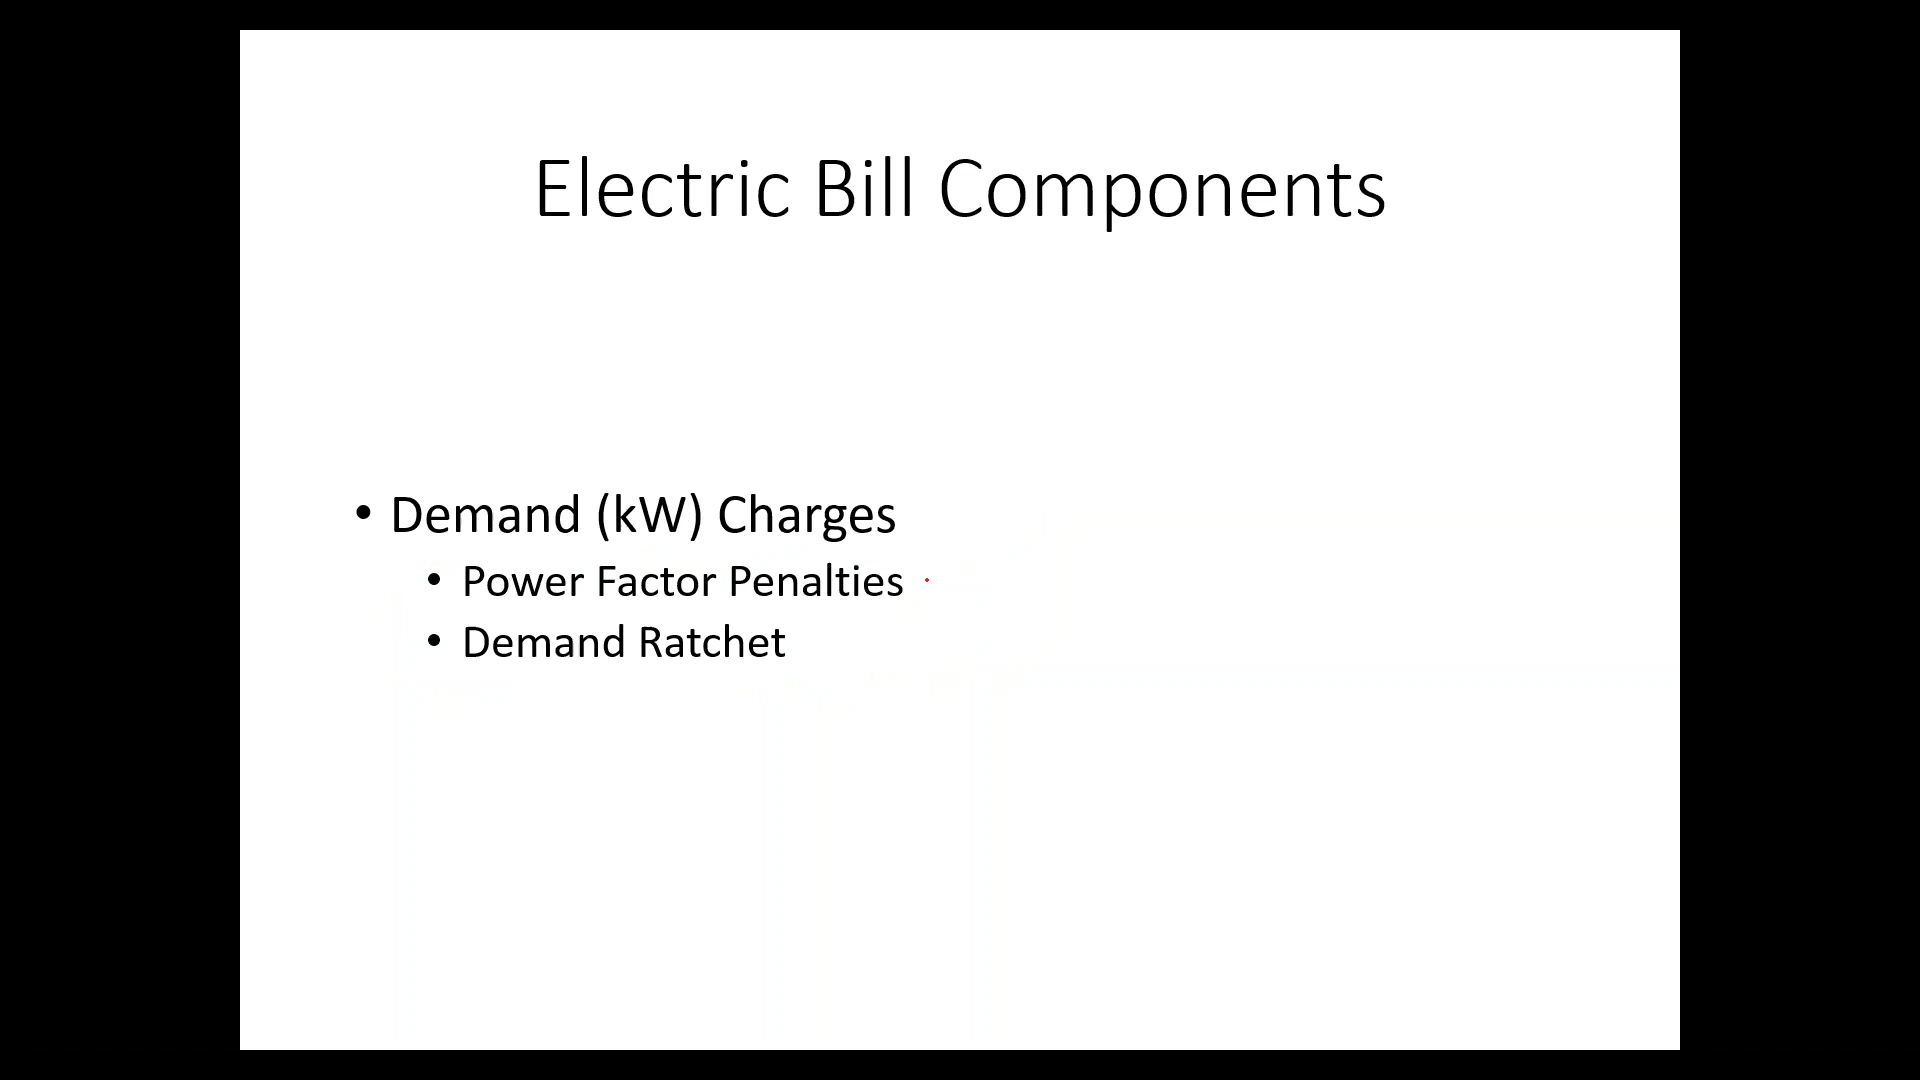 Electric Bill Components
• Demand (kW) Charges
• Power Factor Penalties
• Demand Ratchet